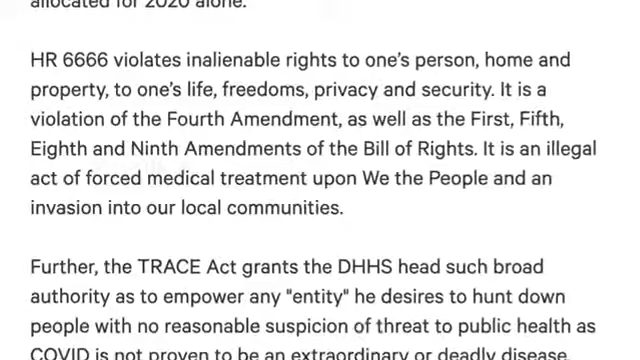 allocated for 2020 alone.
HR 6666 violates inalienable rights to one's person, home and
property, to one's life, freedoms, privacy and security. It is a
violation of the Fourth Amendment, as well as the First, Fifth,
Eighth and Ninth Amendments of the Bill of Rights. It is an illegal
act of forced medical treatment upon We the People and an
invasion into our local communities.
Further, the TRACE Act grants the DHHS head such broad
authority as to empower any "entity" he desires to hunt down
people with no reasonable suspicion of threat to public health as
COVID is not proven to be an extraordinary or deadly disease.